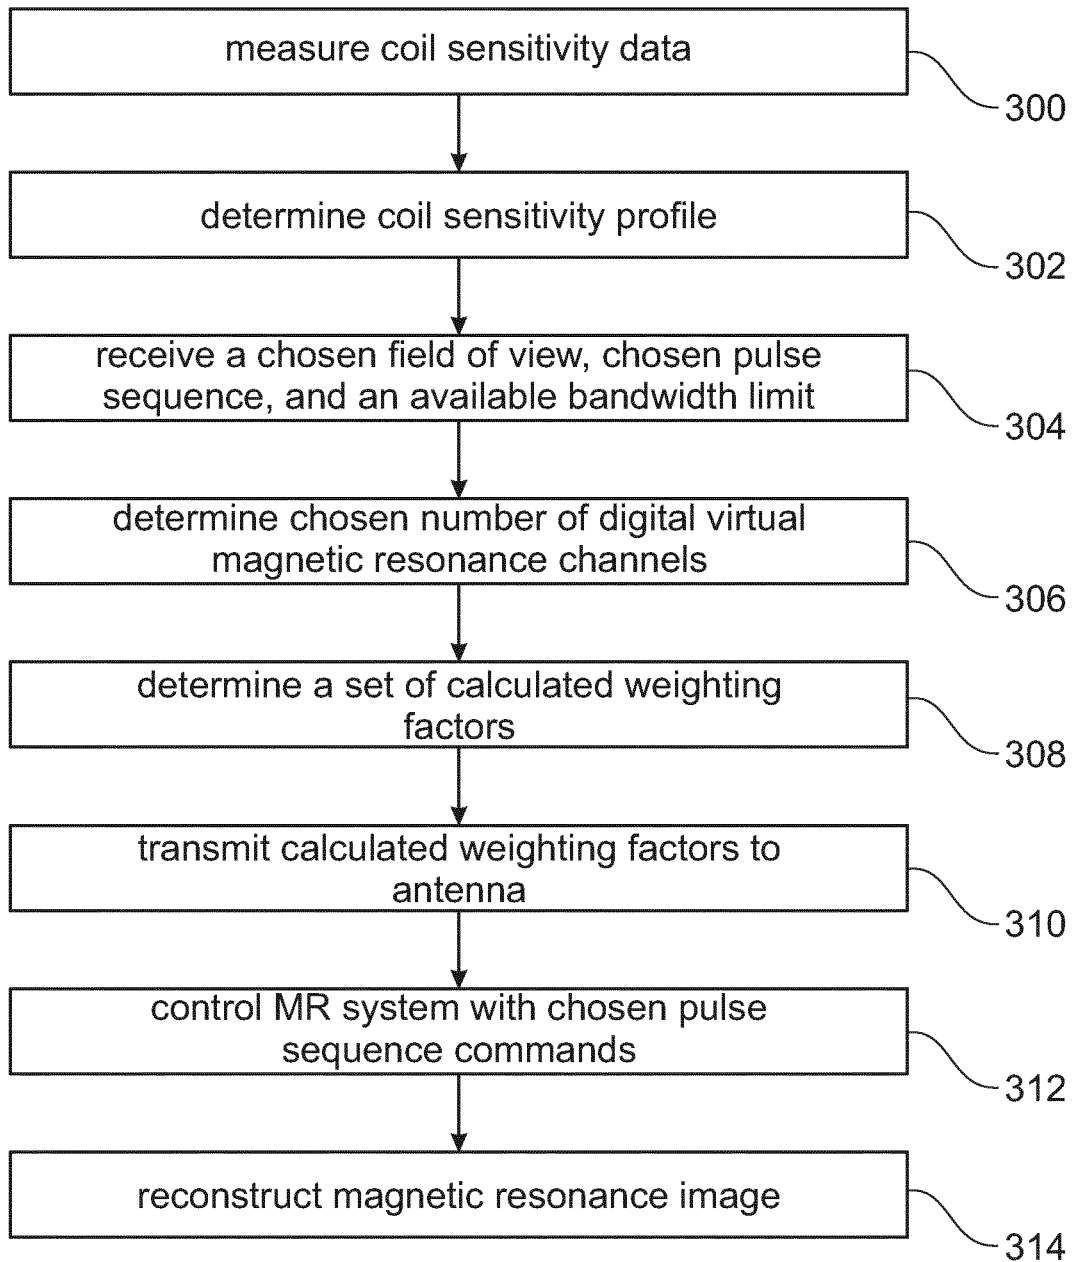 measure coil sensitivity data
300
determine coil sensitivity profile
302
receive a chosen field of view, chosen pulse
sequence, and an available bandwidth limit
304
determine chosen number of digital virtual
magnetic resonance channels
306
determine a set of calculated weighting
factors
308
transmit calculated weighting factors to
antenna
310
control MR system with chosen pulse
sequence commands
312
reconstruct magnetic resonance image
314